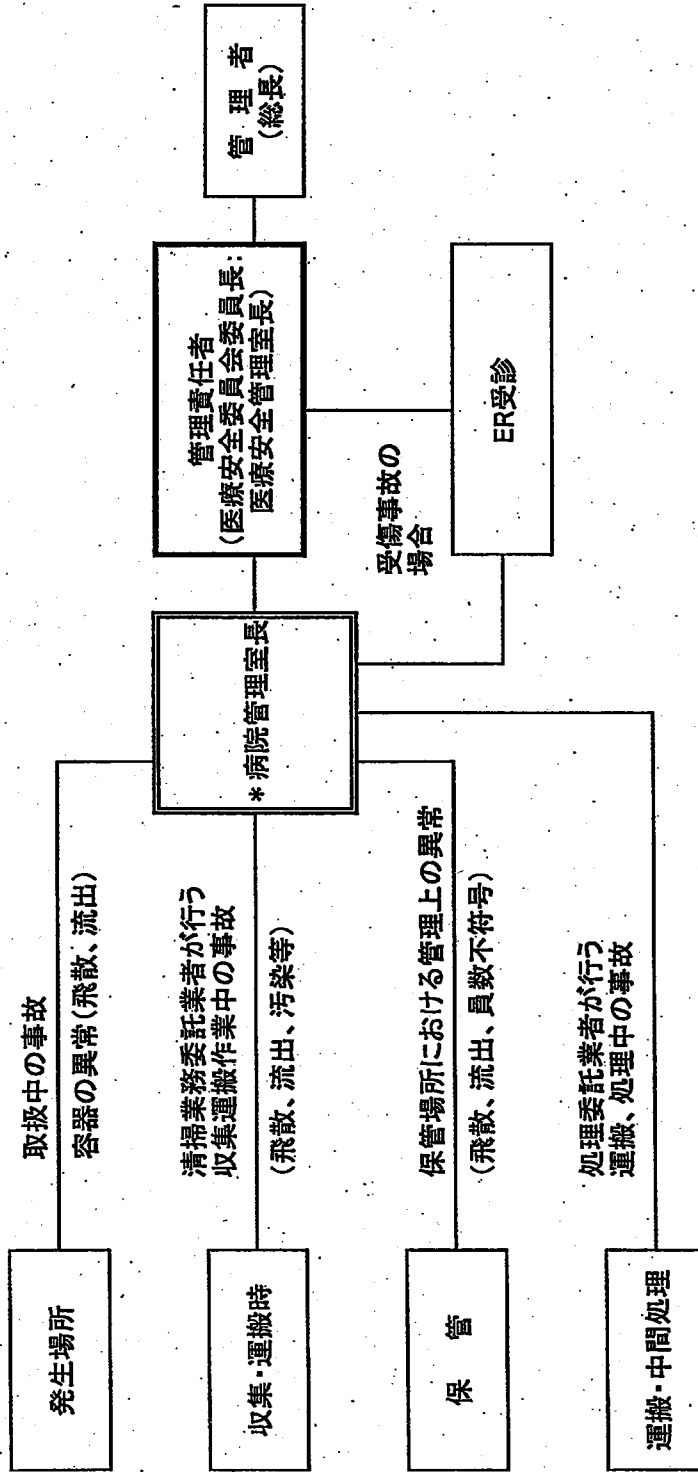 発生場所
取扱中の事故
容器の異常(飛散、流出)
収集・運搬時
清掃業務委託業者が行う
収集運搬作業中の事故
(飛散、流出、汚染等)
保 管
保管場所における管理上の異常
(飛散、流出、員数不符号)
運搬・中間処理
処理委託業者が行う
運搬、処理中の事故
*病院管理室長
管理責任者
(医療安全委員会委員長:
医療安全管理室長)
受傷事故の
場合
ER受診
管 理 者
(総長)